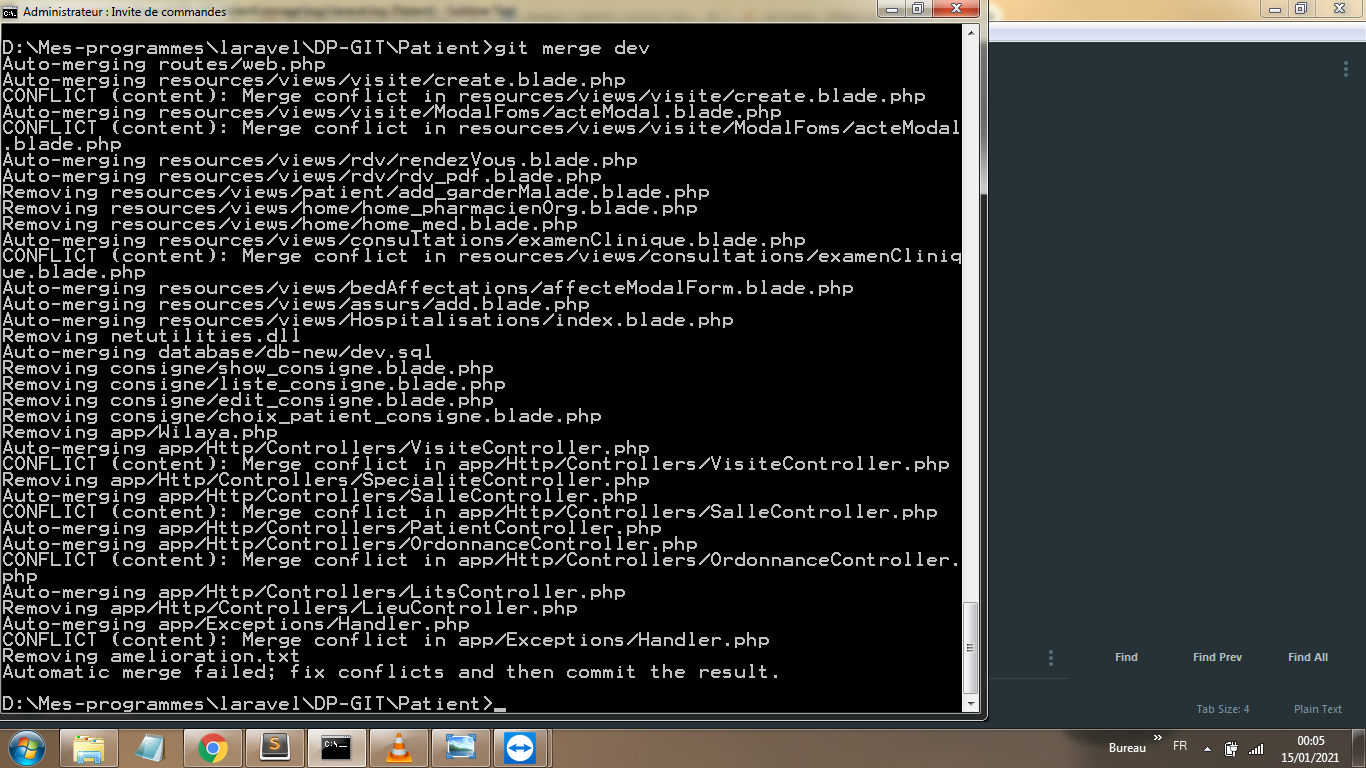 Administrateur : Invite de commandes
D:\Mes-programmes\laravel\DP-GIT\Patient>git merge dev
Auto-merging routes/web.php
Auto-merging resources/views/visite/create.blade.php
CONFLICT (content): Merge conflict in resources/views/visite/create.blade.php
Auto-merging resources/views/visite/ModalFoms/acteModal.blade.php
CONFLICT (content): Merge conflict in resources/views/visite/ModalFoms/acteModal
.blade.php
Auto-merging resources/views/rdv/rendezVous.blade.php
Auto-merging resources/views/rdv/rdv_pdf.blade.php
Removing resources/views/patient/add_garderMalade.blade.php
Removing resources/views/home/home_pharmacienOrg.blade.php
Removing resources/views/home/home_med.blade.php
Auto-merging resources/views/consultations/examenClinique.blade.php
CONFLICT (content): Merge conflict in resources/views/consultations/examenCliniq
ue.blade.php
Auto-merging resources/views/bedAffectations/affecteModalForm.blade.php
Auto-merging resources/views/assurs/add.blade.php
Auto-merging resources/views/Hospitalisations/index.blade.php
Removing netutilities.dll
Auto-merging database/db-new/dev.sql
Removing consigne/show_consigne.blade.php
Removing consigne/liste_consigne.blade.php
Removing consigne/edit_consigne.blade.php
Removing consigne/choix_patient_consigne.blade.php
Removing app/Wilaya.php
Auto-merging app/Http/Controllers/VisiteController.php
CONFLICT (content): Merge conflict in app/Http/Controllers/VisiteController.php
Removing app/Http/Controllers/SpecialiteController.php
Auto-merging app/Http/Controllers/SalleController.php
CONFLICT (content): Merge conflict in app/Http/Controllers/SalleController.php
Auto-merging app/Http/Controllers/PatientController.php
Auto-merging app/Http/Controllers/OrdonnanceController.php
CONFLICT (content): Merge conflict in app/Http/Controllers/OrdonnanceController.
php
Auto-merging app/Http/Controllers/LitsController.php
Removing app/Http/Controllers/LieuController.php
Auto-merging app/Exceptions/Handler.php
CONFLICT (content): Merge conflict in app/Exceptions/Handler.php
Removing amelioration.txt
Automatic merge failed; fix conflicts and then commit the result.
D:\Mes-programmes\laravel\DP-GIT\Patient>_
Find Find Prev Find All
Tab Size: 4 Plain Text
Bureau » FR 00:05
15/01/2021